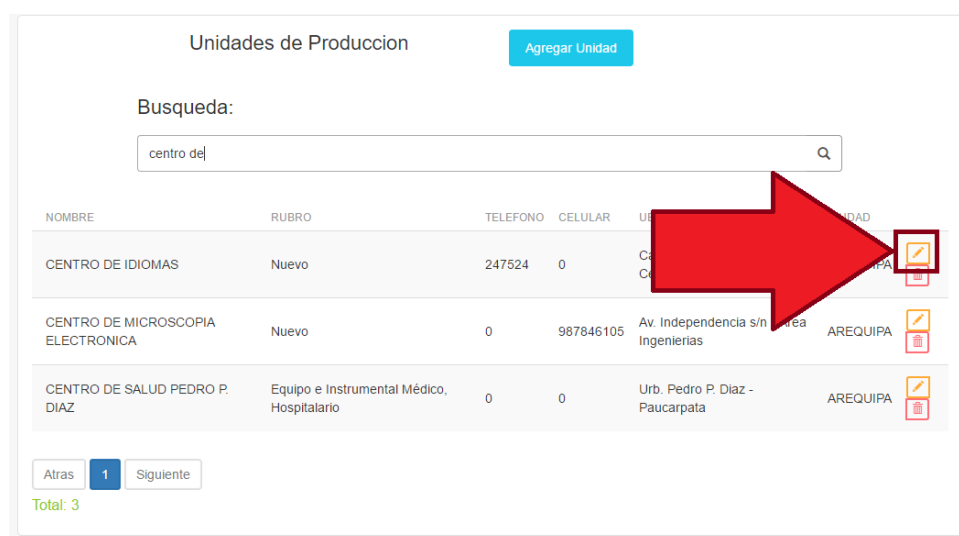 Unidades de Produccion
Agregar Unidad
Busqueda:
centro de
NOMBRE RUBRO TELEFONO CELULAR
CENTRO DE IDIOMAS Nuevo 247524 0
CENTRO DE MICROSCOPIA
ELECTRONICA
Nuevo 0 987846105
Av. Independencia s/n
Ingenierias
AREQUIPA
CENTRO DE SALUD PEDRO P.
DIAZ
Equipo e Instrumental Médico,
Hospitalario
0 0
Urb. Pedro P. Diaz -
Paucarpata
AREQUIPA
Atras 1 Siguiente
Total: 3